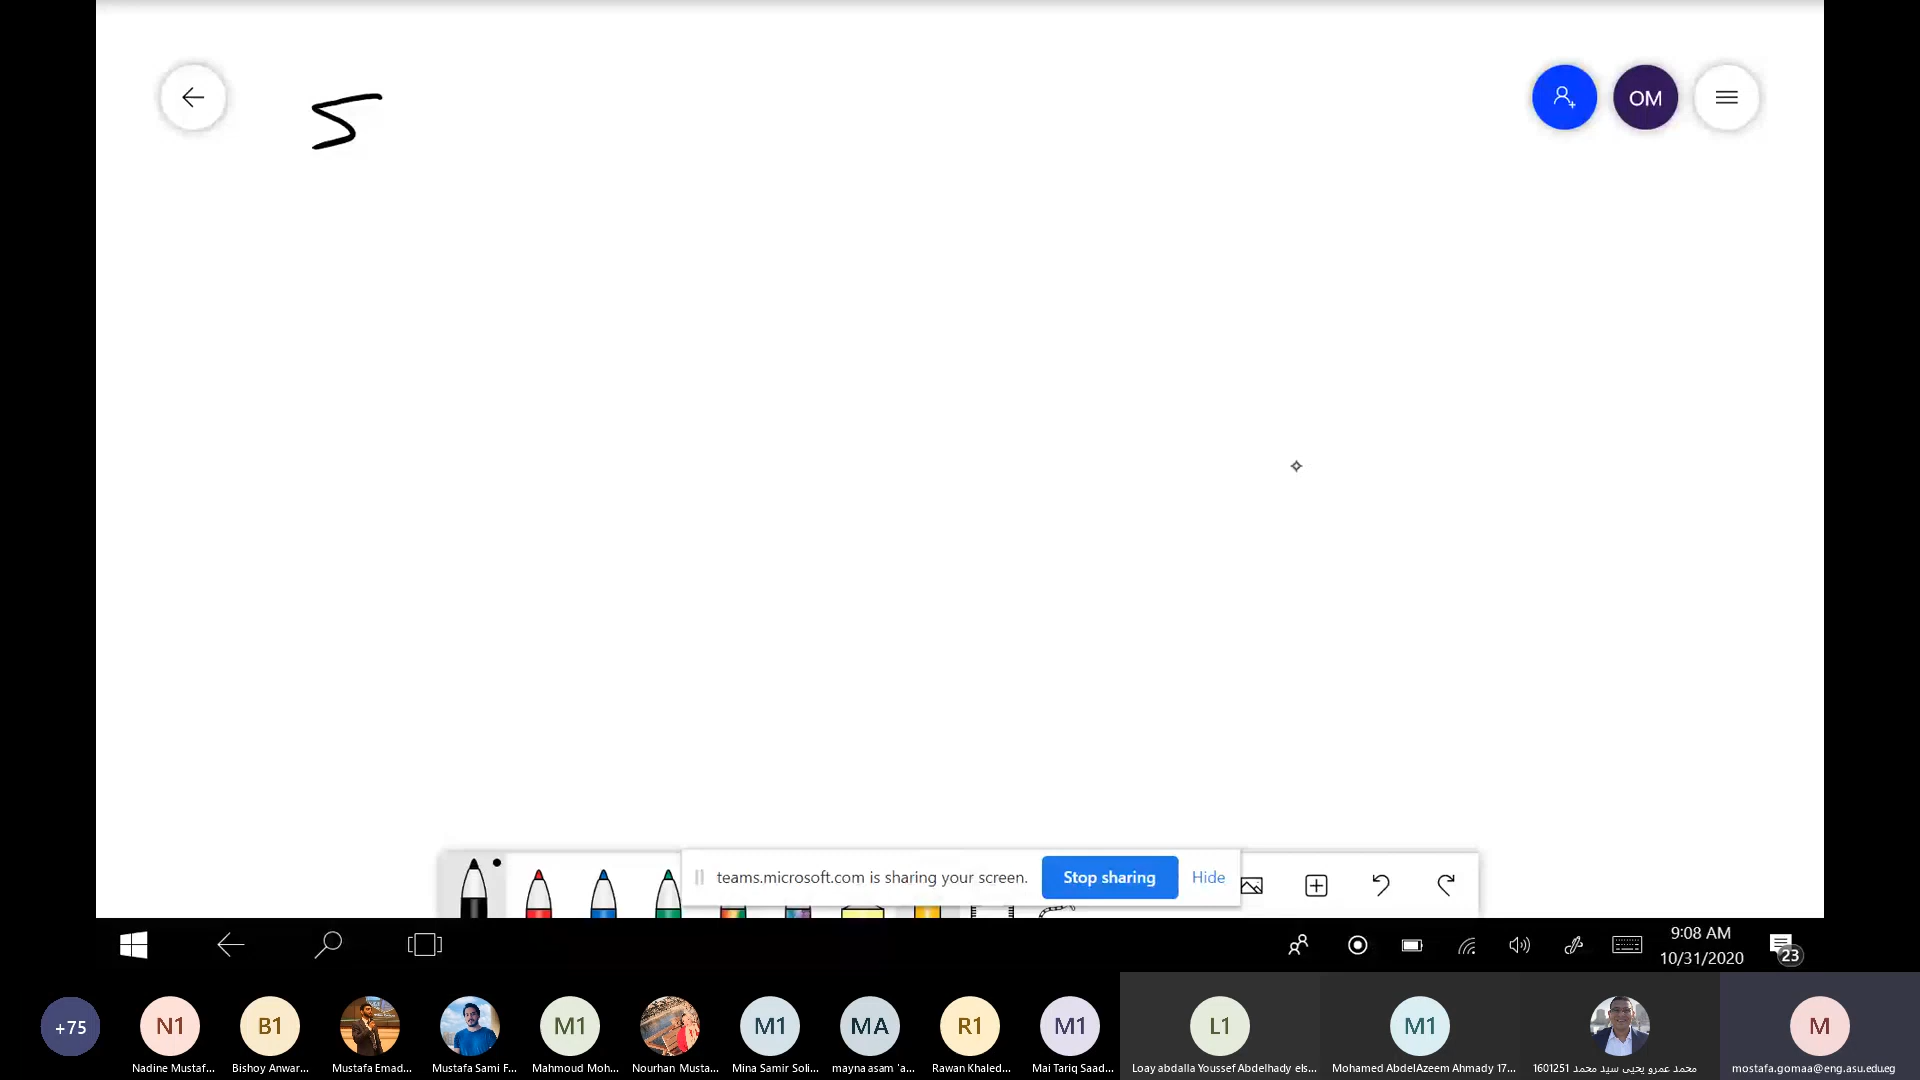 5
OM
teams.microsoft.com is sharing your screen.
Stop sharing
Hide
9:08 AM
10/31/2020
23
+75
N1
B1
M1
M1
MA
R1
M1
L1
M1
M
Nadine Mustaf...
Bishoy Anwar...
Mustafa Emad...
Mustafa Sami F...
Mahmoud Moh...
Nourhan Musta...
Mina Samir Soli...
mayna asam 'a...
Rawan Khaled...
Mai Tariq Saad...
Loay abdalla Youssef Abdelhady els...
Mohamed AbdelAzeem Ahmady 17...
محمد عمرو يحيى سيد محمد 1601251
mostafa.gomaa@eng.asu.edu.eg